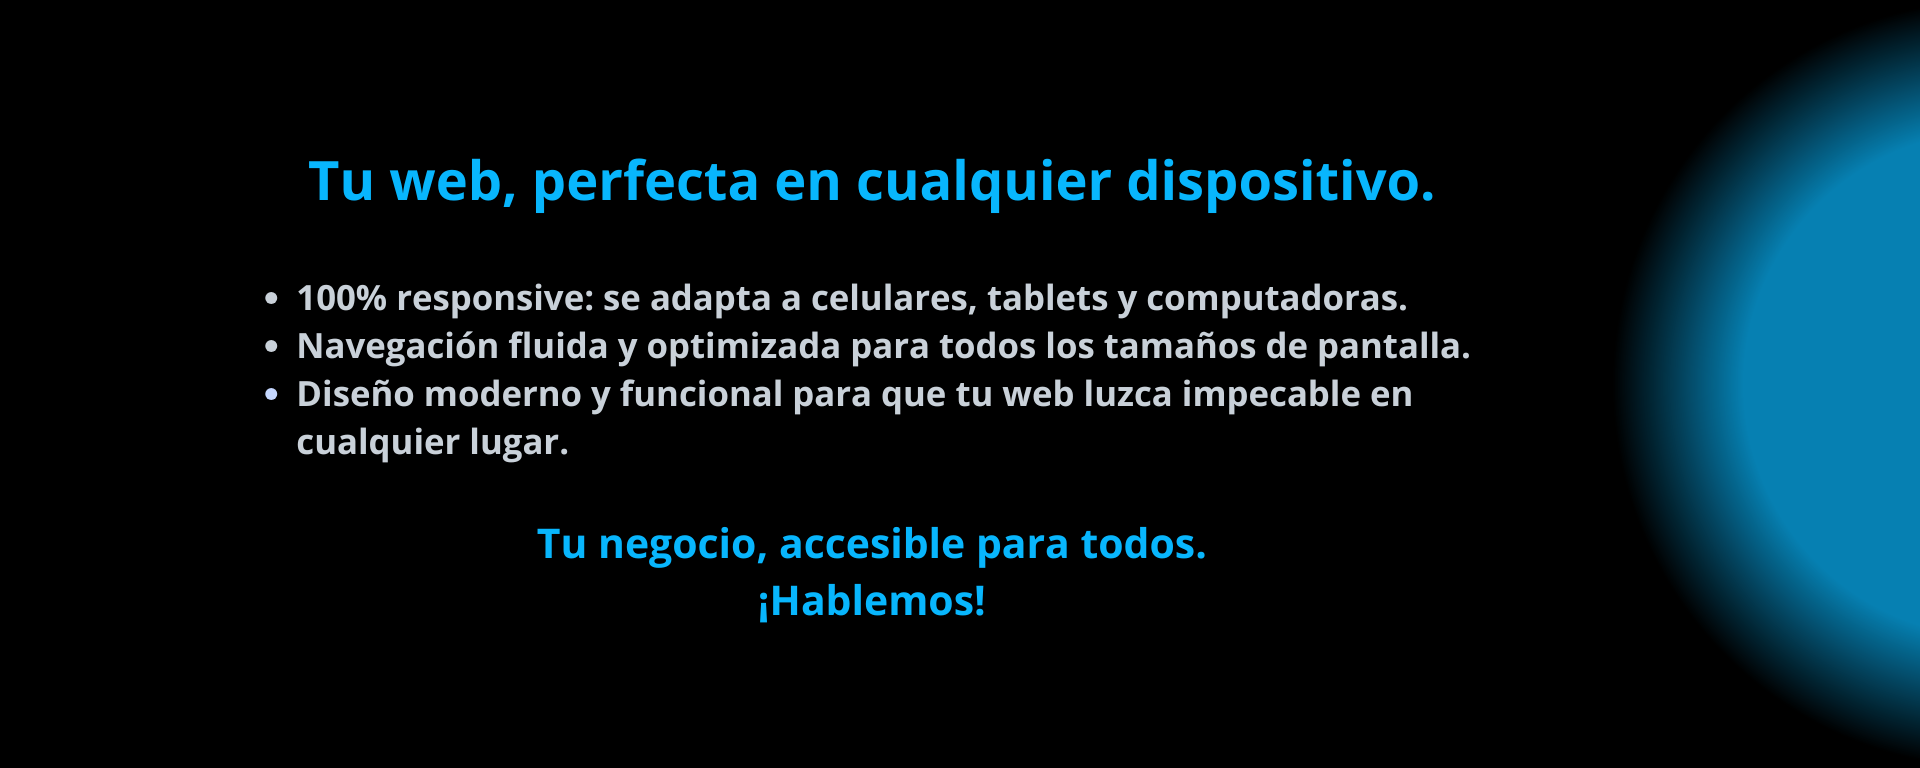 Tu web, perfecta en cualquier dispositivo.
• 100% responsive: se adapta a celulares, tablets y computadoras.
• Navegación fluida y optimizada para todos los tamaños de pantalla.
• Diseño moderno y funcional para que tu web luzca impecable en
cualquier lugar.
Tu negocio, accesible para todos.
¡Hablemos!